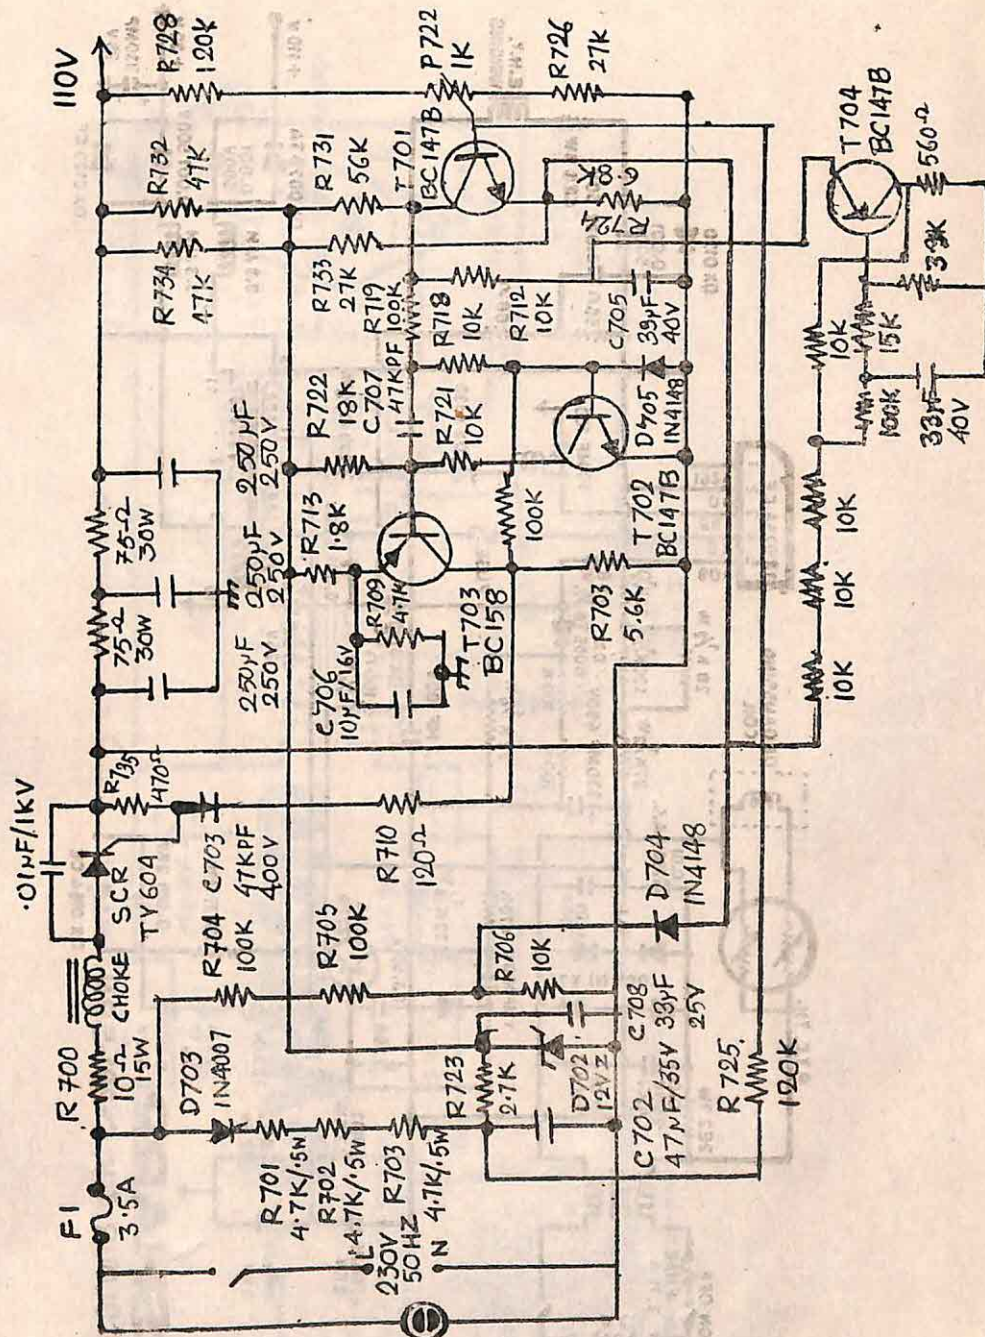 F1
3.5A
R700
10Ω
15W
CHOKE
SCR
TY604
.01µF/1KV
R735
470Ω
75Ω
30W
75Ω
30W
250µF
250V
250µF
250V
250µF
250V
110V
R734
47K
R732
47K
R728
120K
D703
IN4007
R701
4.7K/.5W
R702
4.7K/.5W
R703
4.7K/.5W
L
230V
50HZ
N
R704
100K
R705
100K
C703
47KPF
400V
R710
120Ω
R706
10K
R723
2.7K
D702
12VZ
C708
33µF
25V
C702
47µF/35V
D704
IN4148
R725
120K
C706
10µF/16V
R709
4.7K
R713
1.8K
T703
BC158
R722
18K
C707
47KPF
R721
10K
100K
R703
5.6K
T702
BC147B
R733
27K
R719
100K
R718
10K
R712
10K
C705
33µF
40V
D705
IN4148
R731
56K
T701
BC147B
R724
6.8K
P722
1K
R726
27K
10K
10K
10K
10K
100K
15K
33µF
40V
33K
T704
BC147B
560Ω